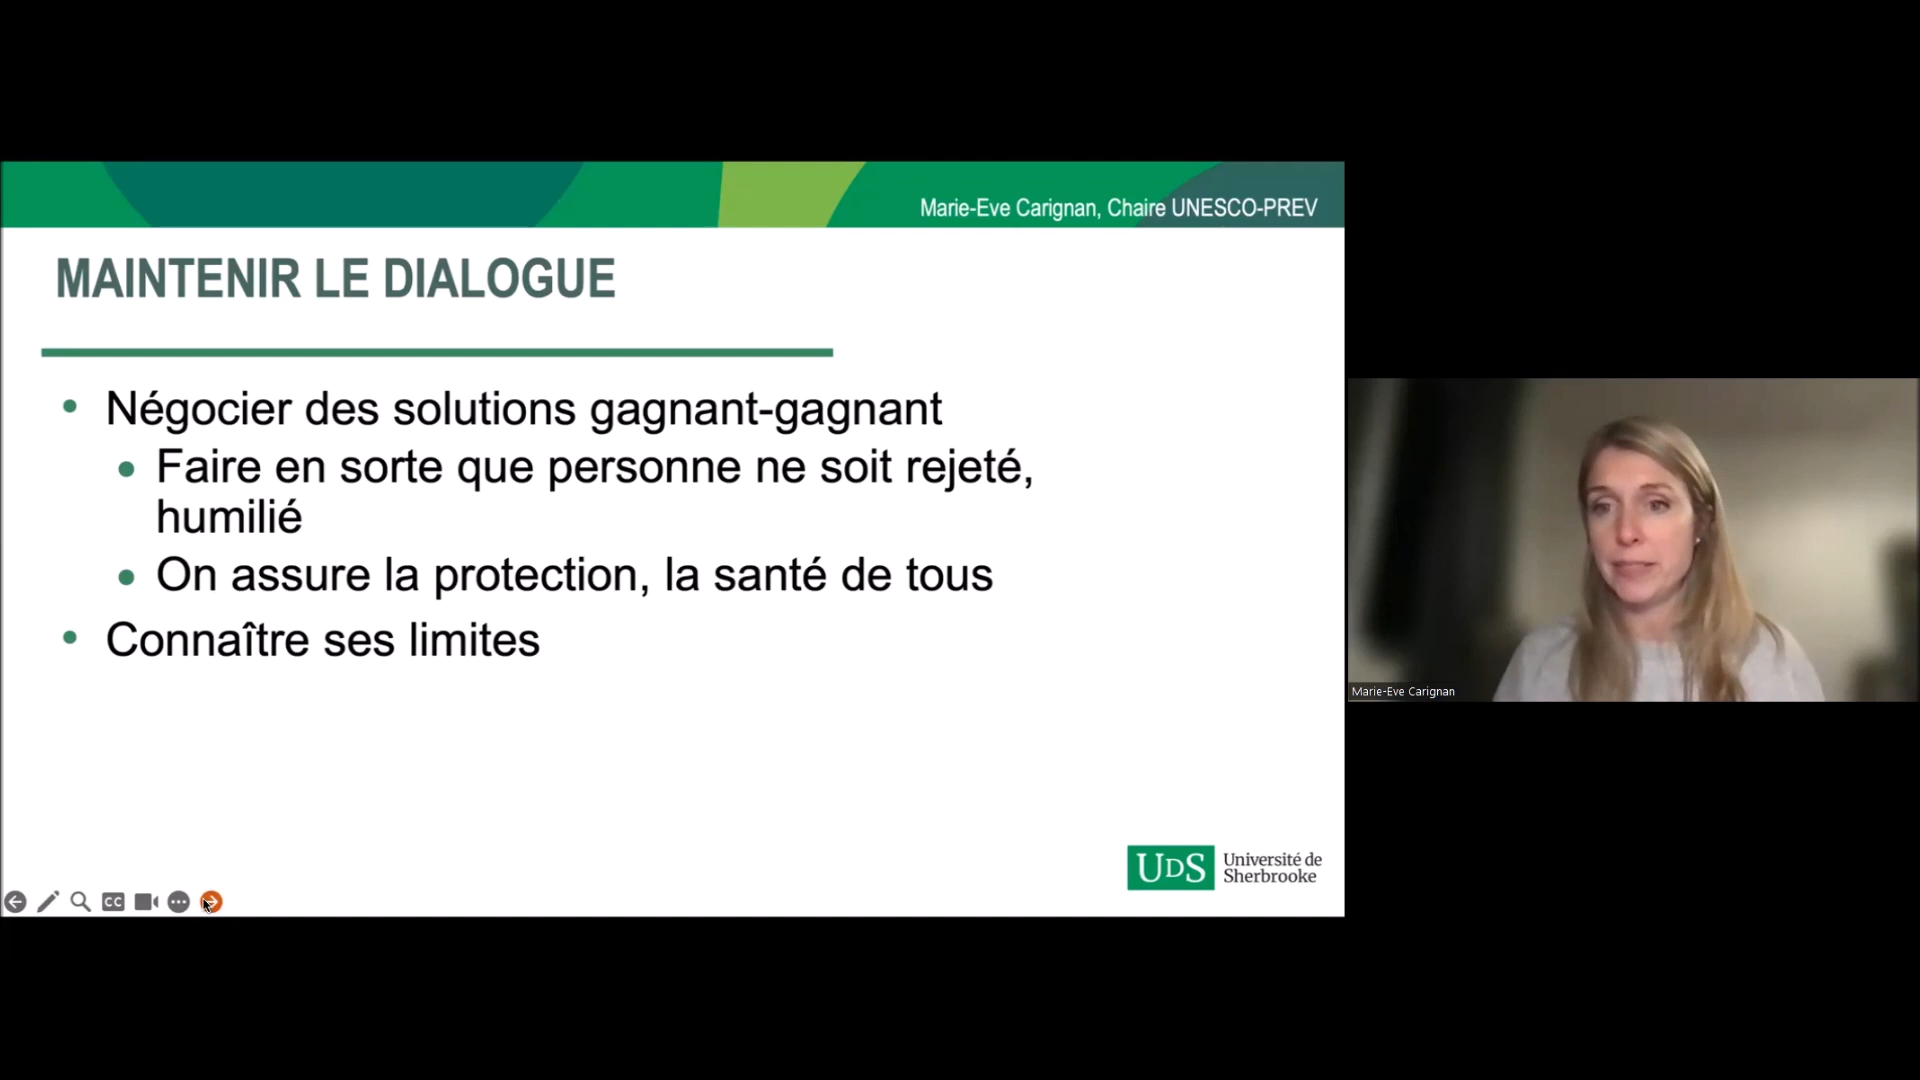 Marie-Eve Carignan, Chaire UNESCO-PREV
MAINTENIR LE DIALOGUE
• Négocier des solutions gagnant-gagnant
• Faire en sorte que personne ne soit rejeté,
humilié
• On assure la protection, la santé de tous
• Connaître ses limites
UDS Université de
Sherbrooke
CC
Marie-Eve Carignan